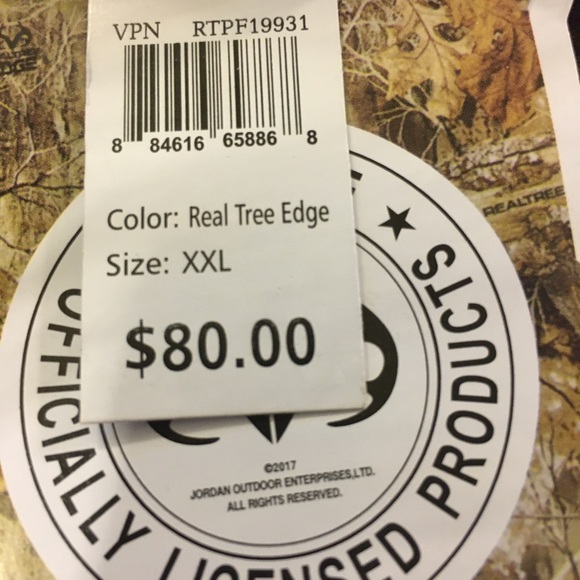 VPN RTPF19931
8 84616 65886 8
Color: Real Tree Edge
Size: XXL
$80.00
REALTREE
★
OFFICIALLY LICENSED PRODUCTS
©2017
JORDAN OUTDOOR ENTERPRISES,LTD.
ALL RIGHTS RESERVED.